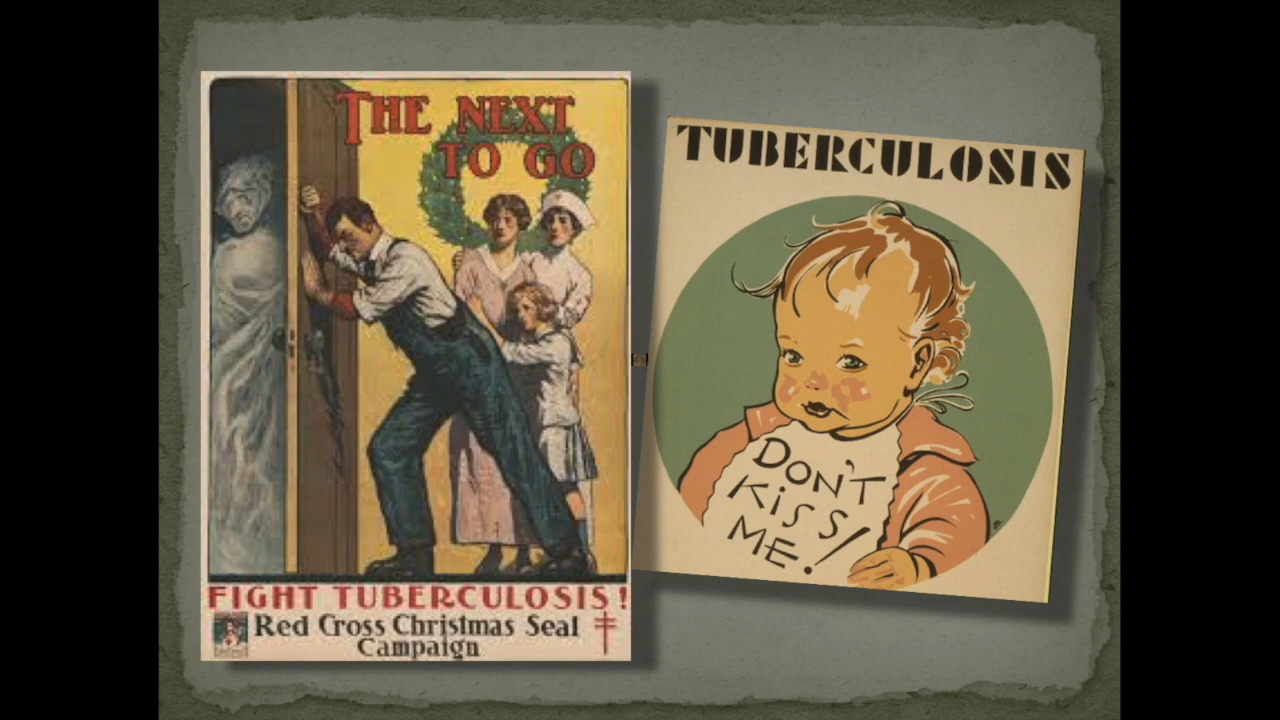 THE NEXT
TO GO
FIGHT TUBERCULOSIS!
Red Cross Christmas Seal
Campaign
TUBERCULOSIS
DON'T
KiSS
ME!